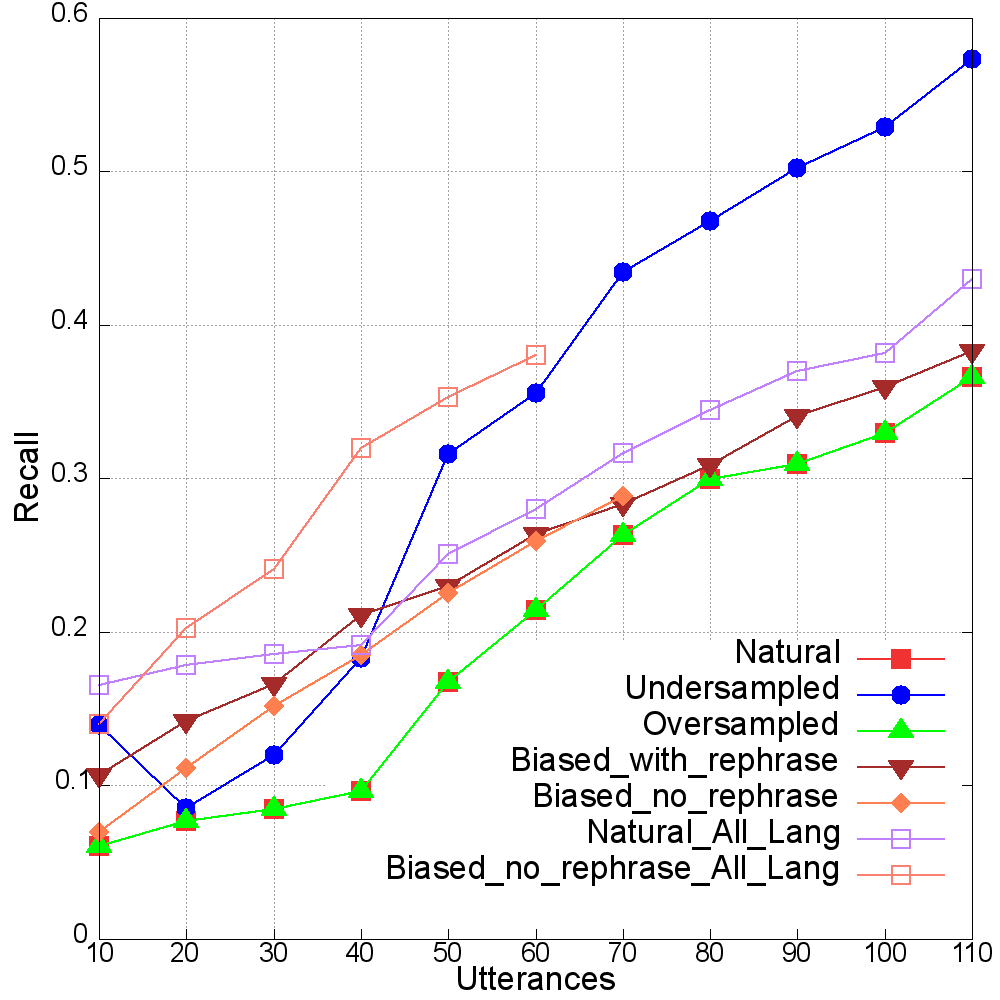 0.6
0.5
0.4
0.3
0.2
0.1
0
Recall
10 20 30 40 50 60 70 80 90 100 110
Utterances
Natural
Undersampled
Oversampled
Biased_with_rephrase
Biased_no_rephrase
Natural_All_Lang
Biased_no_rephrase_All_Lang